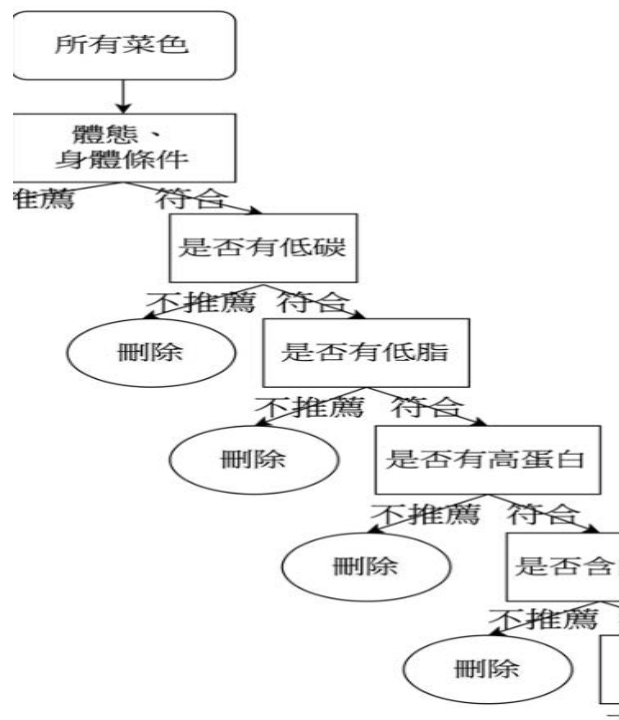 所有菜色
體態、
身體條件
推薦 符合
是否有低碳
不推薦 符合
刪除
是否有低脂
不推薦 符合
刪除
是否有高蛋白
不推薦 符合
刪除
是否含
不推薦
刪除